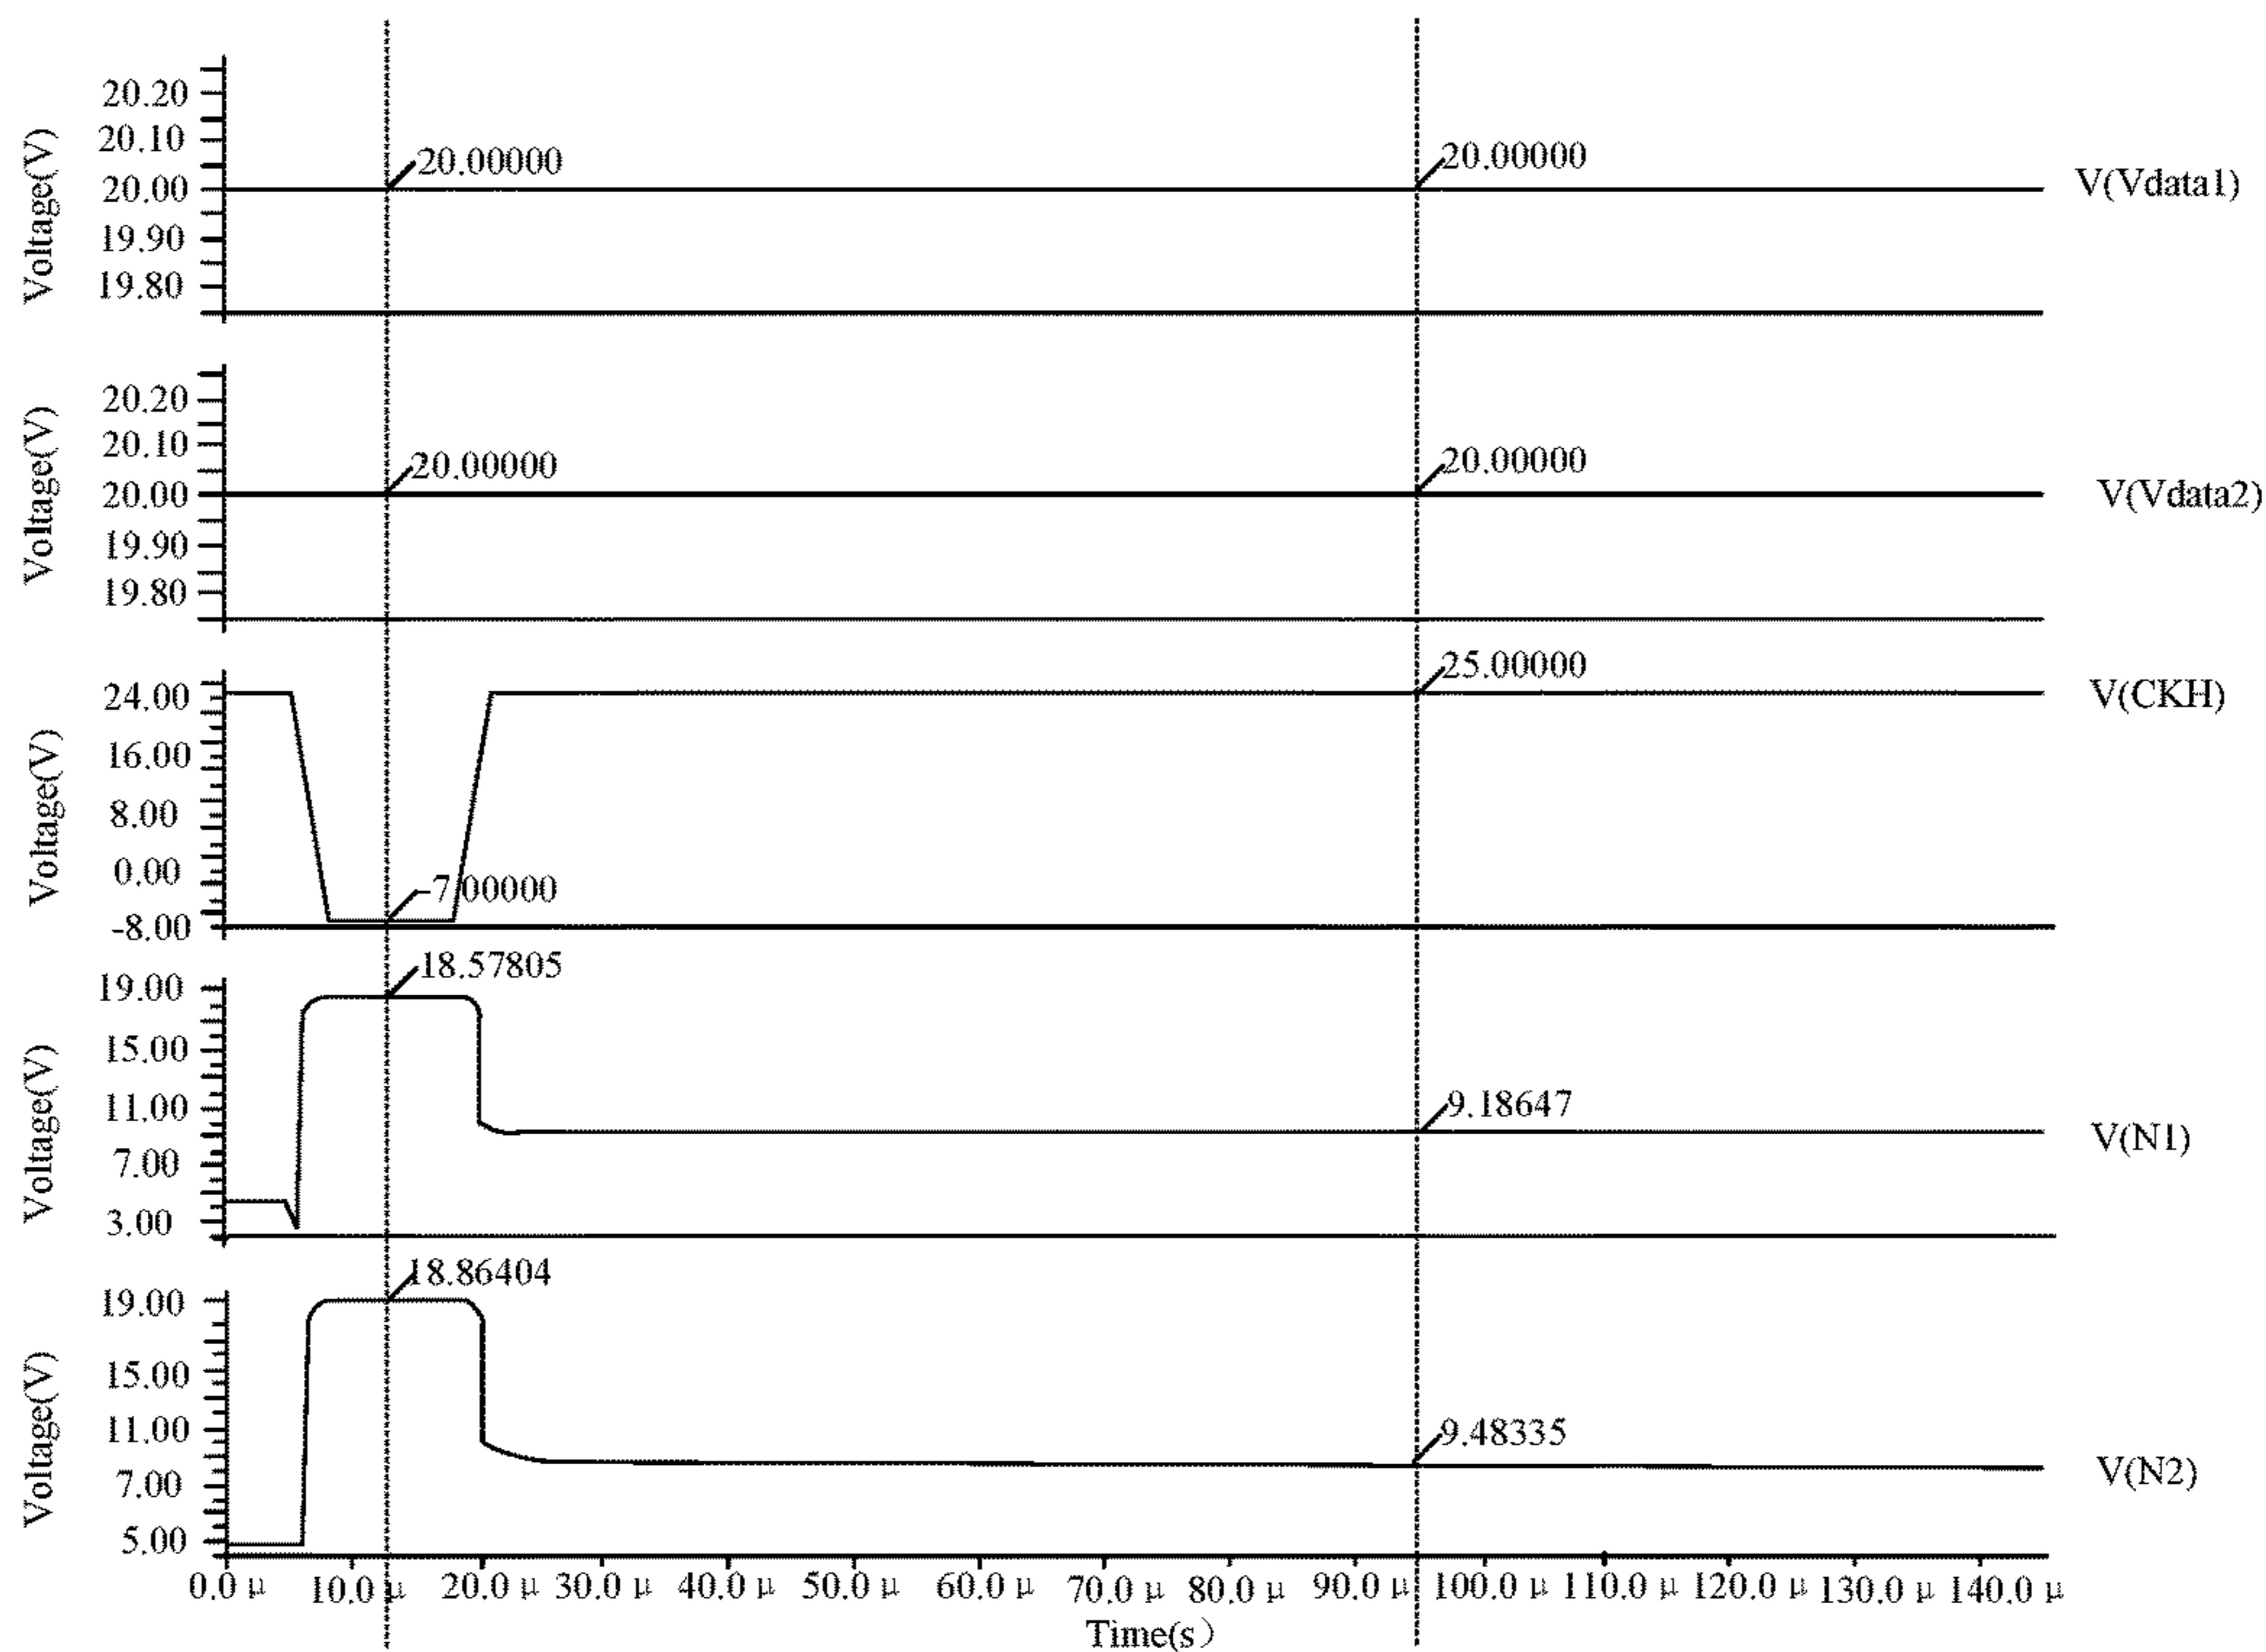 Voltage(V)
20.20
20.10
20.00
19.90
19.80
20.00000
20.00000
V(Vdata1)
Voltage(V)
20.20
20.10
20.00
19.90
19.80
20.00000
20.00000
V(Vdata2)
Voltage(V)
24.00
16.00
8.00
0.00
-8.00
-7.00000
25.00000
V(CKH)
Voltage(V)
19.00
15.00
11.00
7.00
3.00
18.57805
9.18647
V(N1)
Voltage(V)
19.00
15.00
11.00
7.00
5.00
18.86404
9.48335
V(N2)
0.0 μ 10.0 μ 20.0 μ 30.0 μ 40.0 μ 50.0 μ 60.0 μ 70.0 μ 80.0 μ 90.0 μ 100.0 μ 110.0 μ 120.0 μ 130.0 μ 140.0 μ
Time(s)